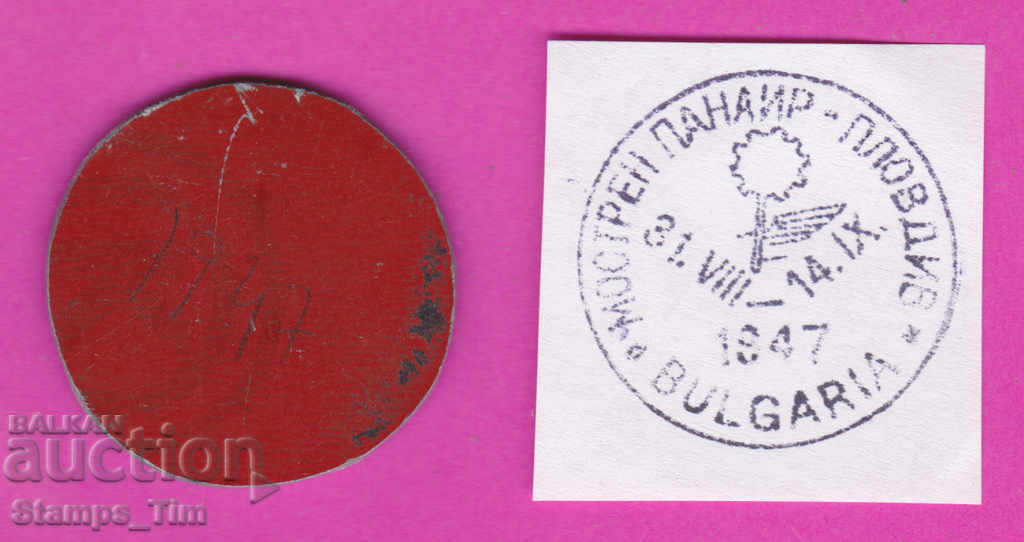 МОСТРЕН ПАНАИР - ПЛОВДИВ
31. VIII — 14. IX.
1947
* BULGARIA *
BALKAN
auction
Stamps_Tim